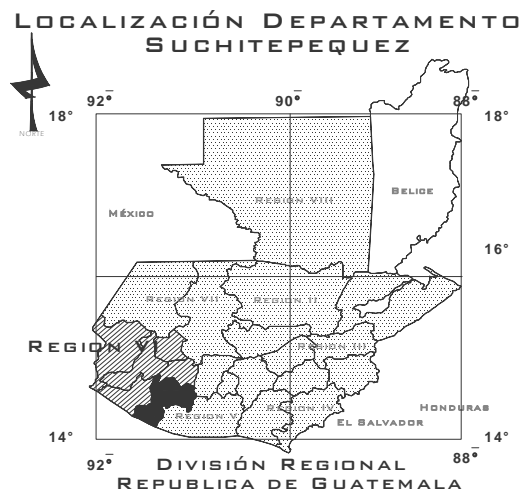 Localización Departamento
Suchitepequez
NORTE
92°
90°
88°
18°
18°
Belice
Region VIII
México
16°
Region VII
Region II
Region VI
Region III
Region V
Region IV
Honduras
El Salvador
14°
14°
92°
88°
División Regional
Republica de Guatemala